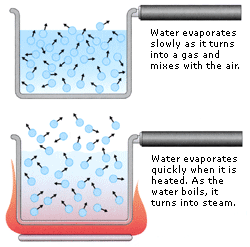 Water evaporates
slowly as it turns
into a gas and
mixes with the air.
Water evaporates
quickly when it is
heated. As the
water boils, it
turns into steam.